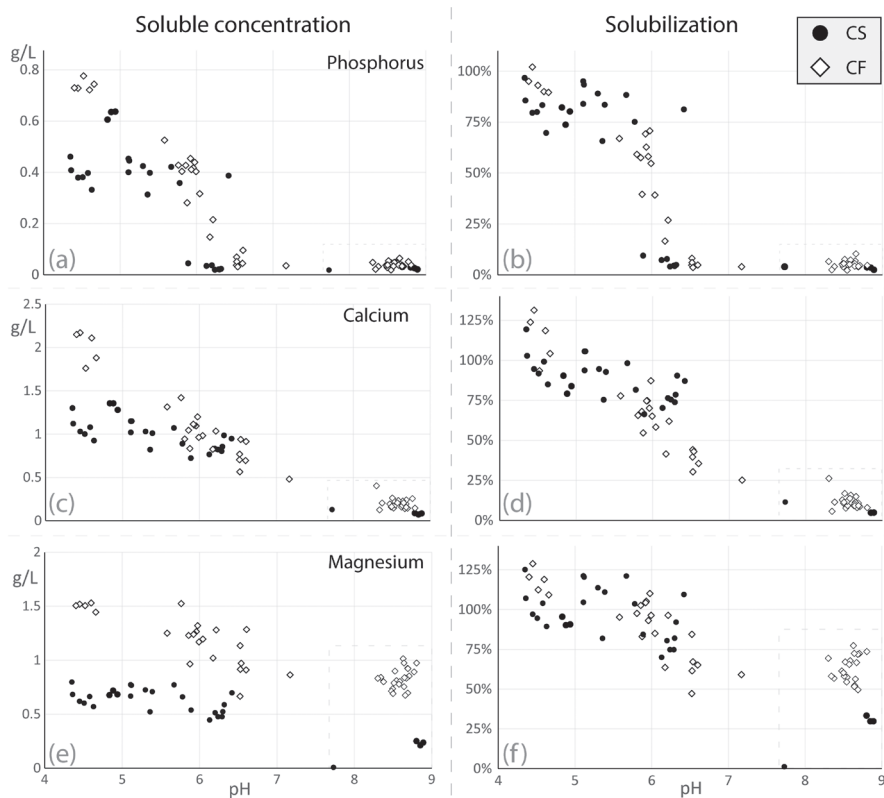 Soluble concentration
Solubilization
CS
CF
g/L
Phosphorus
0.8
0.6
0.4
0.2
0
(a)
100%
75%
50%
25%
0%
(b)
g/L
Calcium
2.5
2
1.5
1
0.5
0
(c)
125%
100%
75%
50%
25%
0%
(d)
g/L
Magnesium
2
1.5
1
0.5
0
(e)
4 5 6 7 8 9
pH
125%
100%
75%
50%
25%
0%
(f)
4 5 6 7 8 9
pH